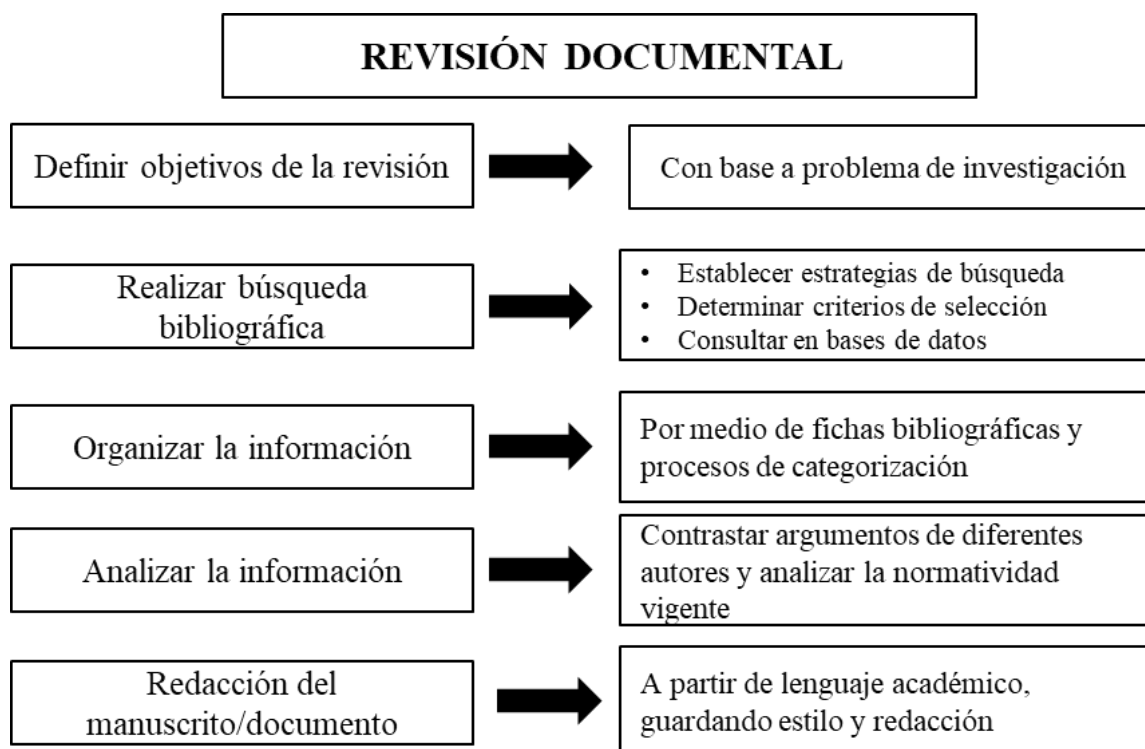 REVISIÓN DOCUMENTAL
Definir objetivos de la revisión
Con base a problema de investigación
Realizar búsqueda
bibliográfica
• Establecer estrategias de búsqueda
• Determinar criterios de selección
• Consultar en bases de datos
Organizar la información
Por medio de fichas bibliográficas y
procesos de categorización
Analizar la información
Contrastar argumentos de diferentes
autores y analizar la normatividad
vigente
Redacción del
manuscrito/documento
A partir de lenguaje académico,
guardando estilo y redacción